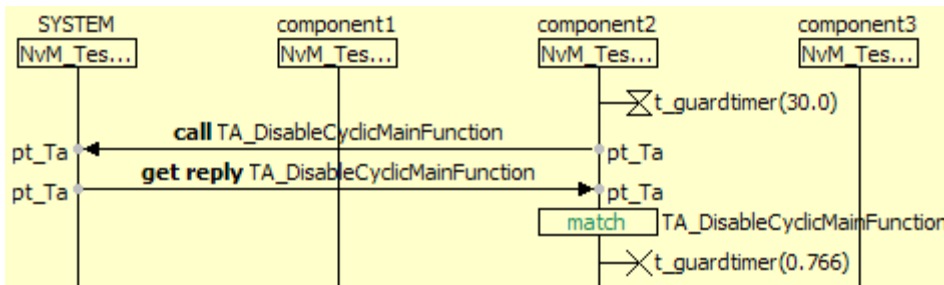 SYSTEM component1 component2 component3
NvM_Tes... NvM_Tes... NvM_Tes... NvM_Tes...
t_guardtimer(30.0)
call TA_DisableCyclicMainFunction
pt_Ta pt_Ta
get reply TA_DisableCyclicMainFunction
pt_Ta pt_Ta
match TA_DisableCyclicMainFunction
t_guardtimer(0.766)